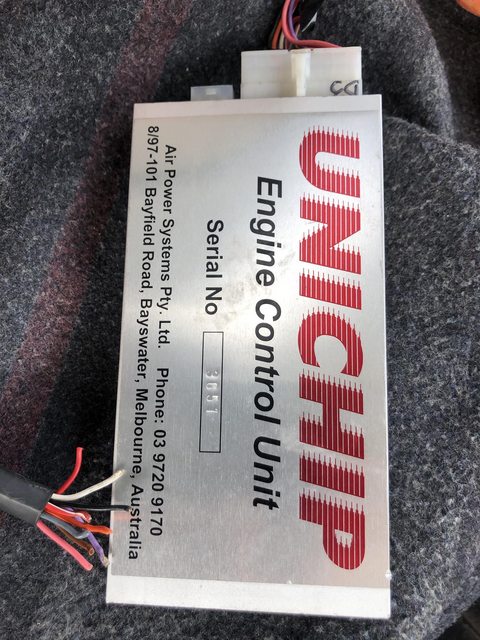 UNICHIP
Engine Control Unit
Serial No 3651
Air Power Systems Pty. Ltd. Phone: 03 9720 9170
8/97-101 Bayfield Road, Bayswater, Melbourne, Australia